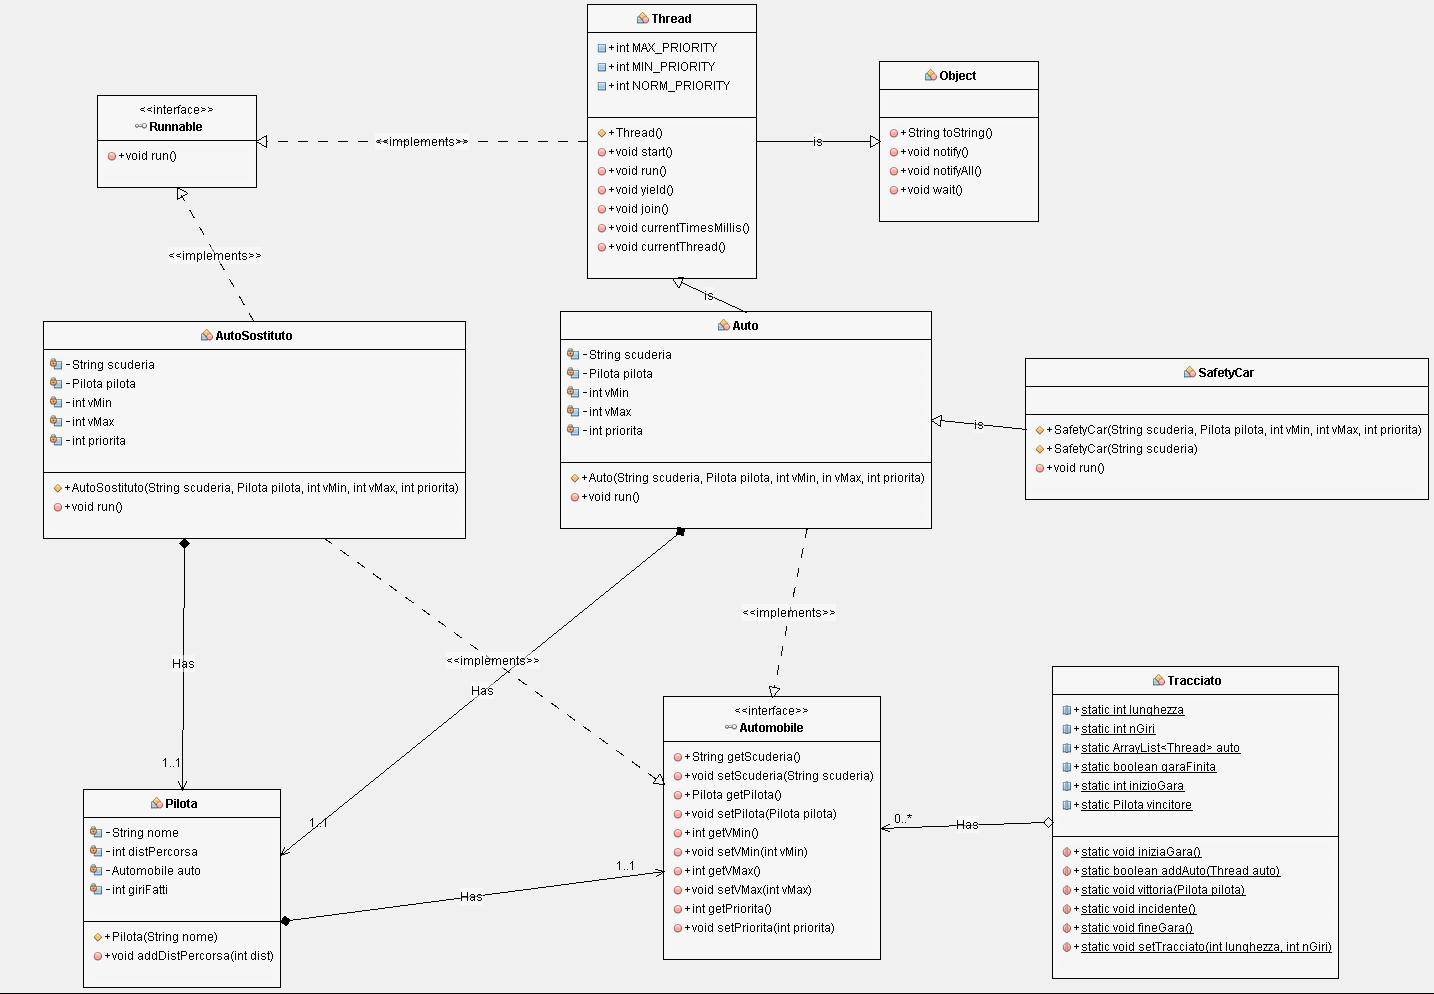 Thread
+int MAX_PRIORITY
+int MIN_PRIORITY
+int NORM_PRIORITY
+Thread()
+void start()
+void run()
+void yield()
+void join()
+void currentTimesMillis()
+void currentThread()
Object
+String toString()
+void notify()
+void notifyAll()
+void wait()
<<interface>>
Runnable
+void run()
<<implements>>
is
<<implements>>
is
AutoSostituto
-String scuderia
-Pilota pilota
-int vMin
-int vMax
-int priorita
+AutoSostituto(String scuderia, Pilota pilota, int vMin, int vMax, int priorita)
+void run()
Auto
-String scuderia
-Pilota pilota
-int vMin
-int vMax
-int priorita
+Auto(String scuderia, Pilota pilota, int vMin, in vMax, int priorita)
+void run()
is
SafetyCar
+SafetyCar(String scuderia, Pilota pilota, int vMin, int vMax, int priorita)
+SafetyCar(String scuderia)
+void run()
Has
1..1
<<implements>>
Has
1..1
<<implements>>
Pilota
-String nome
-int distPercorsa
-Automobile auto
-int giriFatti
+Pilota(String nome)
+void addDistPercorsa(int dist)
Has
1..1
<<interface>>
Automobile
+String getScuderia()
+void setScuderia(String scuderia)
+Pilota getPilota()
+void setPilota(Pilota pilota)
+int getVMin()
+void setVMin(int vMin)
+int getVMax()
+void setVMax(int vMax)
+int getPriorita()
+void setPriorita(int priorita)
0..*
Has
Tracciato
+static int lunghezza
+static int nGiri
+static ArrayList<Thread> auto
+static boolean garaFinita
+static int inizioGara
+static Pilota vincitore
+static void iniziaGara()
+static boolean addAuto(Thread auto)
+static void vittoria(Pilota pilota)
+static void incidente()
+static void fineGara()
+static void setTracciato(int lunghezza, int nGiri)